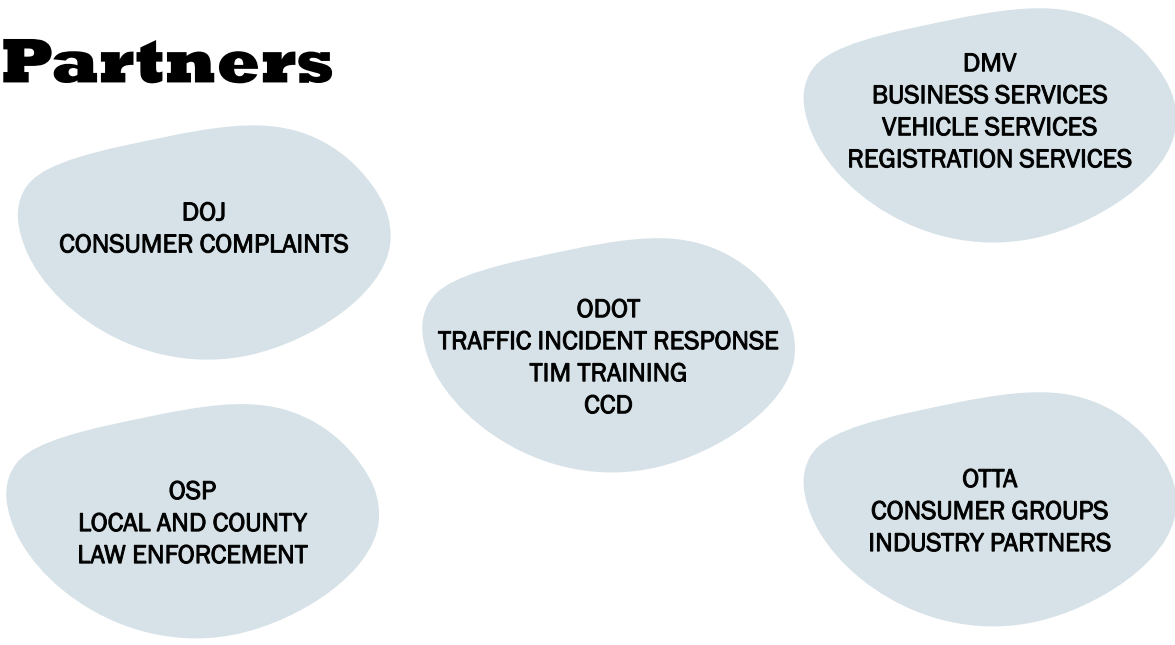 Partners
DOJ
CONSUMER COMPLAINTS
DMV
BUSINESS SERVICES
VEHICLE SERVICES
REGISTRATION SERVICES
ODOT
TRAFFIC INCIDENT RESPONSE
TIM TRAINING
CCD
OSP
LOCAL AND COUNTY
LAW ENFORCEMENT
OTTA
CONSUMER GROUPS
INDUSTRY PARTNERS